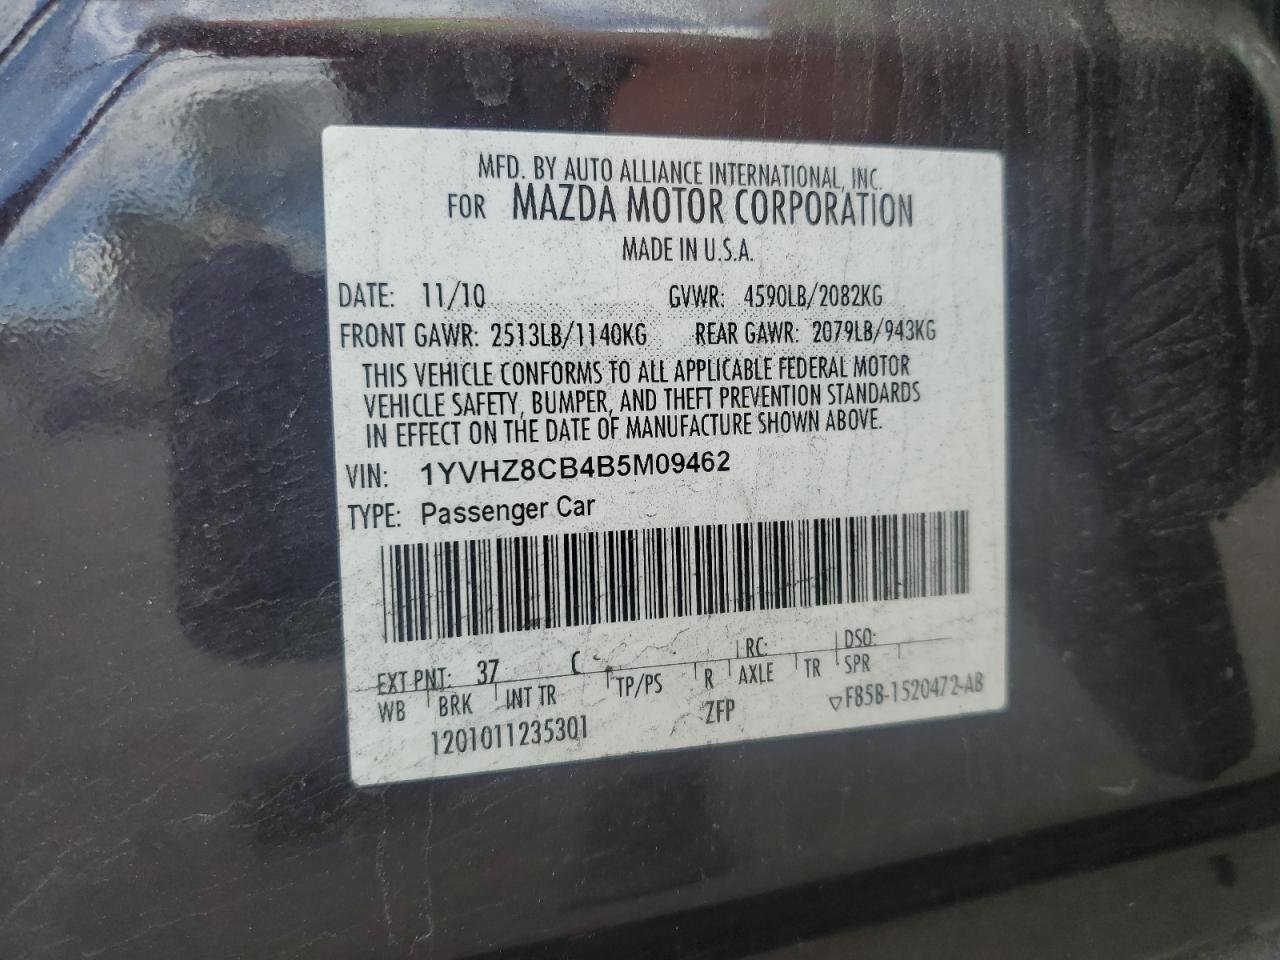 MFD. BY AUTO ALLIANCE INTERNATIONAL, INC.
FOR MAZDA MOTOR CORPORATION
MADE IN U.S.A.
DATE: 11/10 GVWR: 4590LB/2082KG
FRONT GAWR: 2513LB/1140KG REAR GAWR: 2079LB/943KG
THIS VEHICLE CONFORMS TO ALL APPLICABLE FEDERAL MOTOR
VEHICLE SAFETY, BUMPER, AND THEFT PREVENTION STANDARDS
IN EFFECT ON THE DATE OF MANUFACTURE SHOWN ABOVE.
VIN: 1YVHZ8CB4B5M09462
TYPE: Passenger Car
EXT PNT: 37 C RC: DSO:
WB BRK INT TR TP/PS R AXLE TR SPR
1201011235301 ZFP ▽F85B-1520472-AB